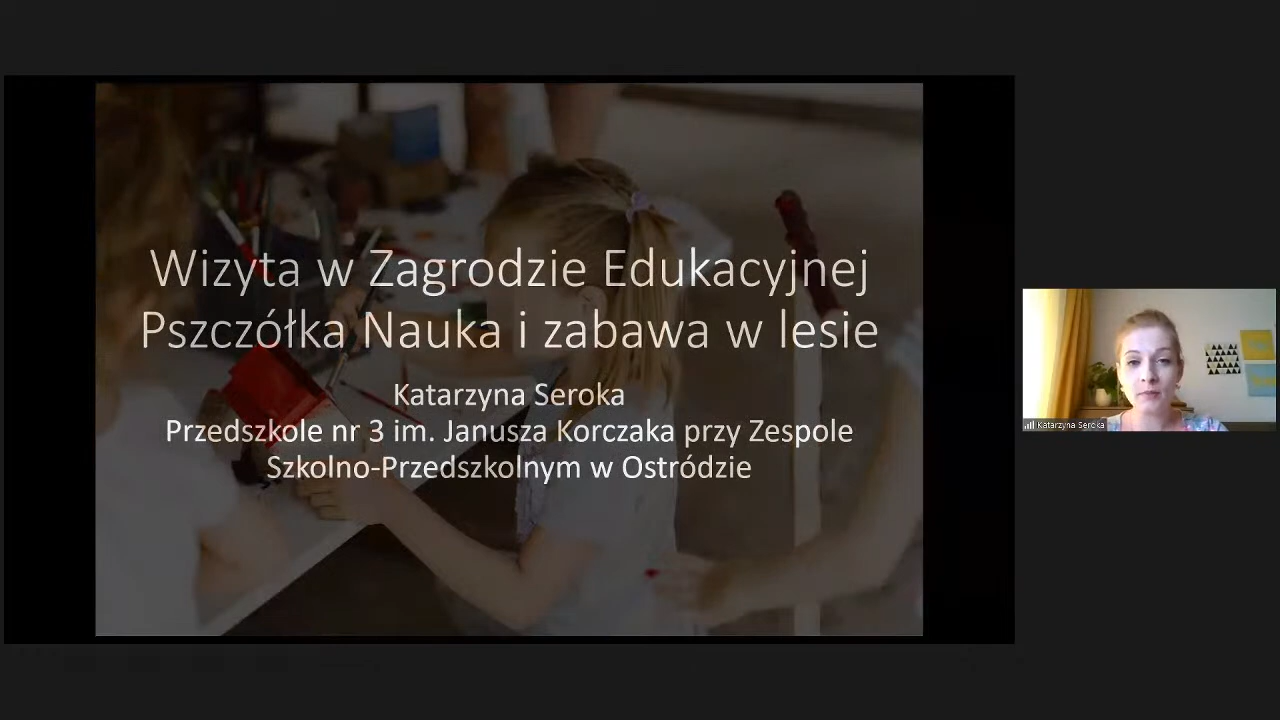 Wizyta w Zagrodzie Edukacyjnej
Pszczółka Nauka i zabawa w lesie
Katarzyna Seroka
Przedszkole nr 3 im. Janusza Korczaka przy Zespole
Szkolno-Przedszkolnym w Ostródzie
Katarzyna Seroka